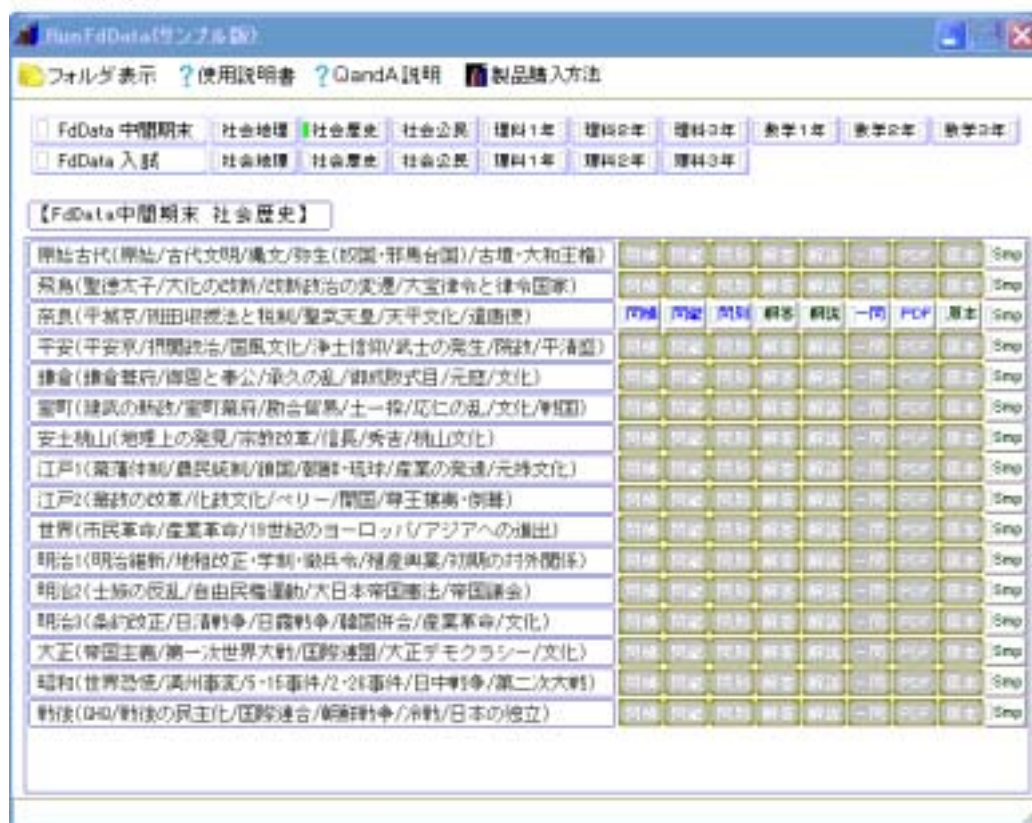 RunFdData(サンプル版)
フォルダ表示 ?使用説明書 ?QandA説明 製品購入方法
FdData 中間期末 社会地理 社会歴史 社会公民 理科1年 理科2年 理科3年 数学1年 数学2年 数学3年
FdData 入試 社会地理 社会歴史 社会公民 理科1年 理科2年 理科3年
【FdData中間期末 社会歴史】
原始古代(原始/古代文明/縄文/弥生(奴国・邪馬台国)/古墳・大和王権) Smp
飛鳥(聖徳太子/大化の改新/改新政治の変遷/大宝律令と律令国家) Smp
奈良(平城京/班田収授法と税制/聖武天皇/天平文化/遣唐使) 問横 問縦 問別 解答 解説 一問 PDF 原本 Smp
平安(平安京/摂関政治/国風文化/浄土信仰/武士の発生/院政/平清盛) Smp
鎌倉(鎌倉幕府/御恩と奉公/承久の乱/御成敗式目/元寇/文化) Smp
室町(建武の新政/室町幕府/勘合貿易/土一揆/応仁の乱/文化/戦国) Smp
安土桃山(地理上の発見/宗教改革/信長/秀吉/桃山文化) Smp
江戸1(幕藩体制/農民統制/鎖国/朝鮮・琉球/産業の発達/元禄文化) Smp
江戸2(幕政の改革/化政文化/ペリー/開国/尊王攘夷・倒幕) Smp
世界(市民革命/産業革命/19世紀のヨーロッパ/アジアへの進出) Smp
明治1(明治維新/地租改正・学制・徴兵令/殖産興業/初期の対外関係) Smp
明治2(士族の反乱/自由民権運動/大日本帝国憲法/帝国議会) Smp
明治3(条約改正/日清戦争/日露戦争/韓国併合/産業革命/文化) Smp
大正(帝国主義/第一次世界大戦/国際連盟/大正デモクラシー/文化) Smp
昭和(世界恐慌/満州事変/5・15事件/2・26事件/日中戦争/第二次大戦) Smp
戦後(GHQ/戦後の民主化/国際連合/朝鮮戦争/冷戦/日本の独立) Smp